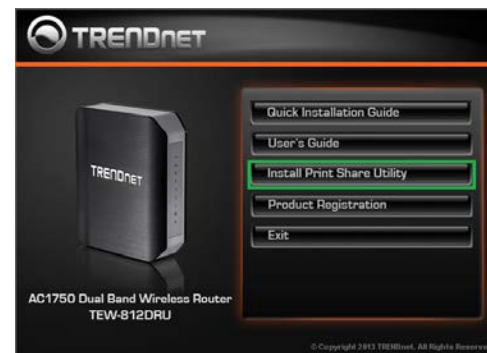 TRENDNET
TRENDNET
Quick Installation Guide
User's Guide
Install Print Share Utility
Product Registration
Exit
AC1750 Dual Band Wireless Router
TEW-812DRU
© Copyright 2013 TRENDnet. All Rights Reserve